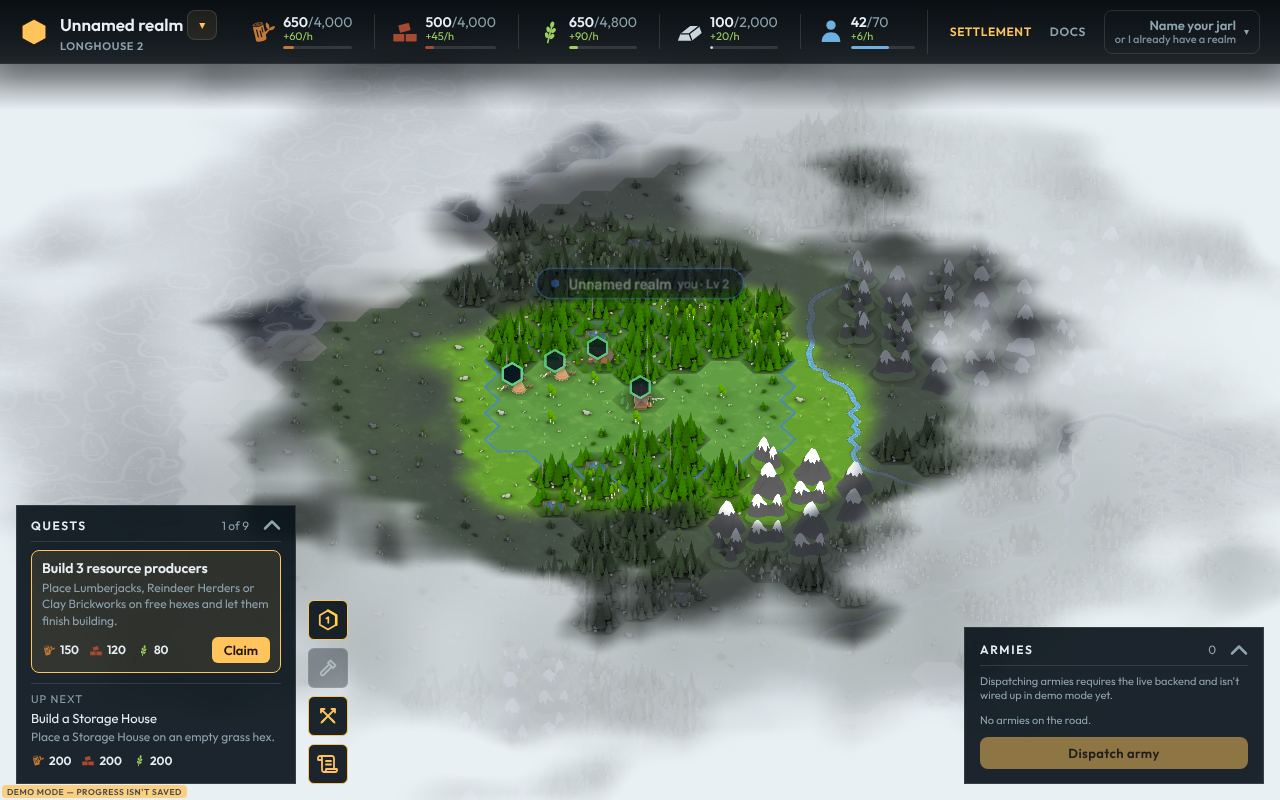 Unnamed realm
LONGHOUSE 2
650/4,000
+60/h
500/4,000
+45/h
650/4,800
+90/h
100/2,000
+20/h
42/70
+6/h
SETTLEMENT
DOCS
Name your jarl
or I already have a realm
Unnamed realm you · Lv 2
QUESTS
1 of 9
Build 3 resource producers
Place Lumberjacks, Reindeer Herders or
Clay Brickworks on free hexes and let them
finish building.
150 120 80
Claim
UP NEXT
Build a Storage House
Place a Storage House on an empty grass hex.
200 200 200
1
ARMIES
0
Dispatching armies requires the live backend and isn't
wired up in demo mode yet.
No armies on the road.
Dispatch army
DEMO MODE — PROGRESS ISN'T SAVED